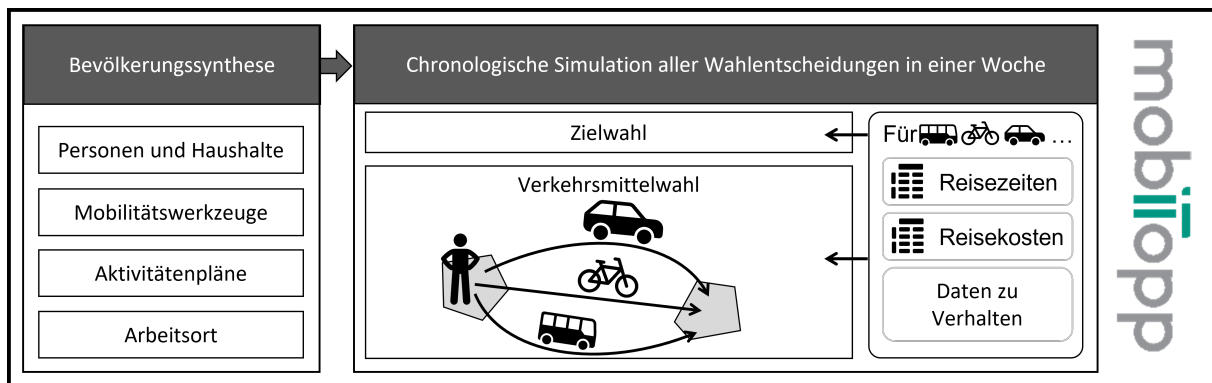 Bevölkerungssynthese
Personen und Haushalte
Mobilitätswerkzeuge
Aktivitätenpläne
Arbeitsort
Chronologische Simulation aller Wahlentscheidungen in einer Woche
Zielwahl
Verkehrsmittelwahl
Für ...
Reisezeiten
Reisekosten
Daten zu
Verhalten
mobiTopp